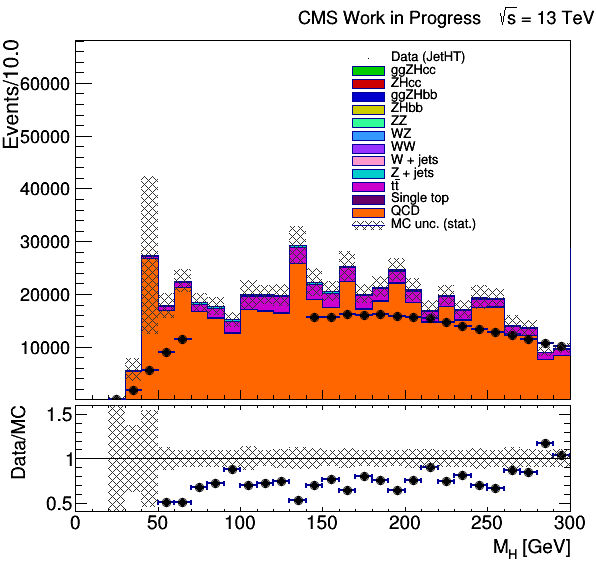 CMS Work in Progress √s = 13 TeV
Events/10.0
60000
50000
40000
30000
20000
10000
Data (JetHT)
ggZHcc
ZHcc
ggZHbb
ZHbb
ZZ
WZ
WW
W + jets
Z + jets
tt̄
Single top
QCD
MC unc. (stat.)
Data/MC
1.5
1
0.5
0 50 100 150 200 250 300
M_H [GeV]